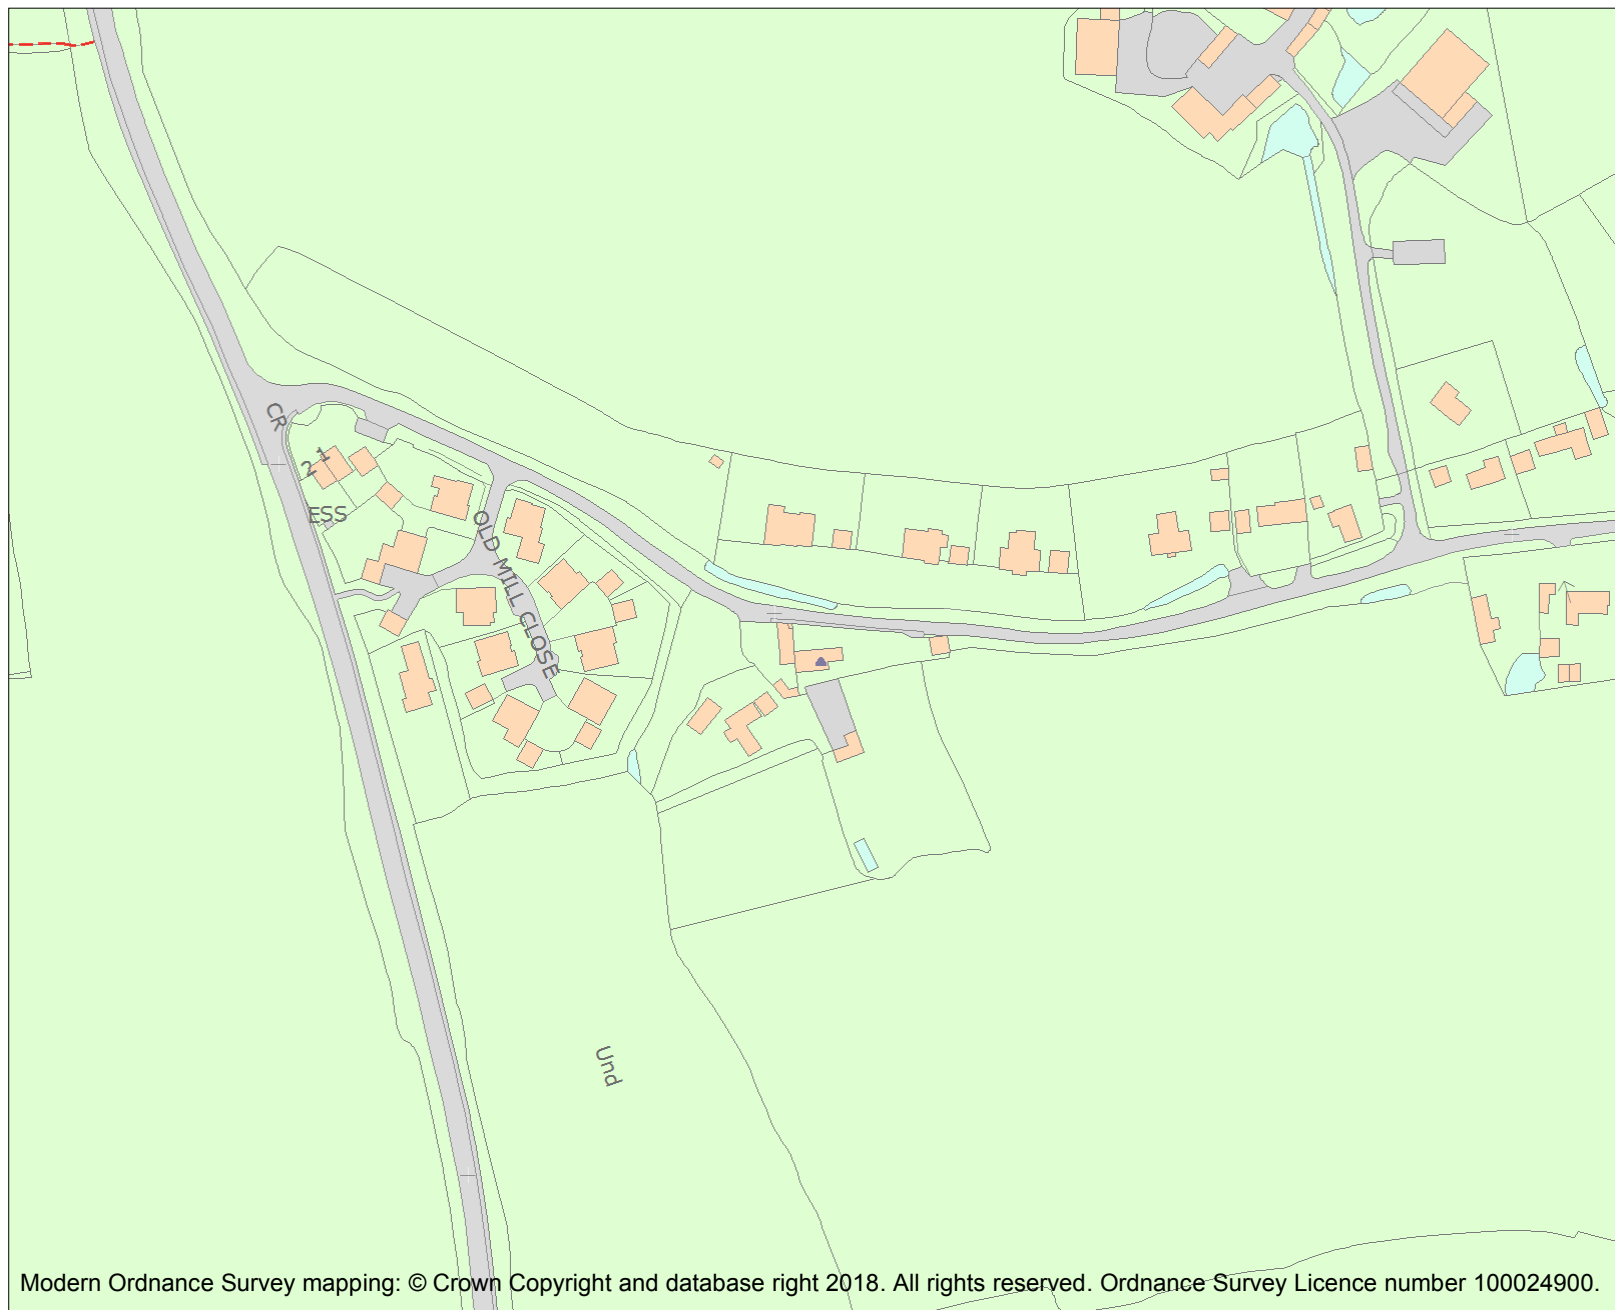 CR
1
2
ESS
OLD MILL CLOSE
Und
Modern Ordnance Survey mapping: © Crown Copyright and database right 2018. All rights reserved. Ordnance Survey Licence number 100024900.